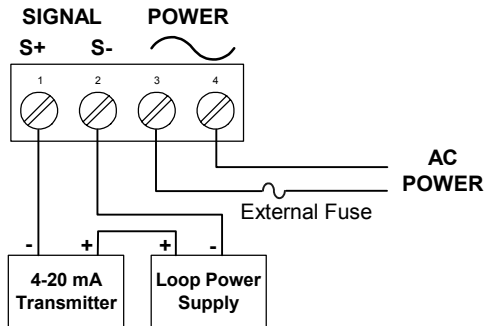 SIGNAL POWER
S+ S-
1 2 3 4
AC
POWER
External Fuse
- + + -
4-20 mA
Transmitter
Loop Power
Supply